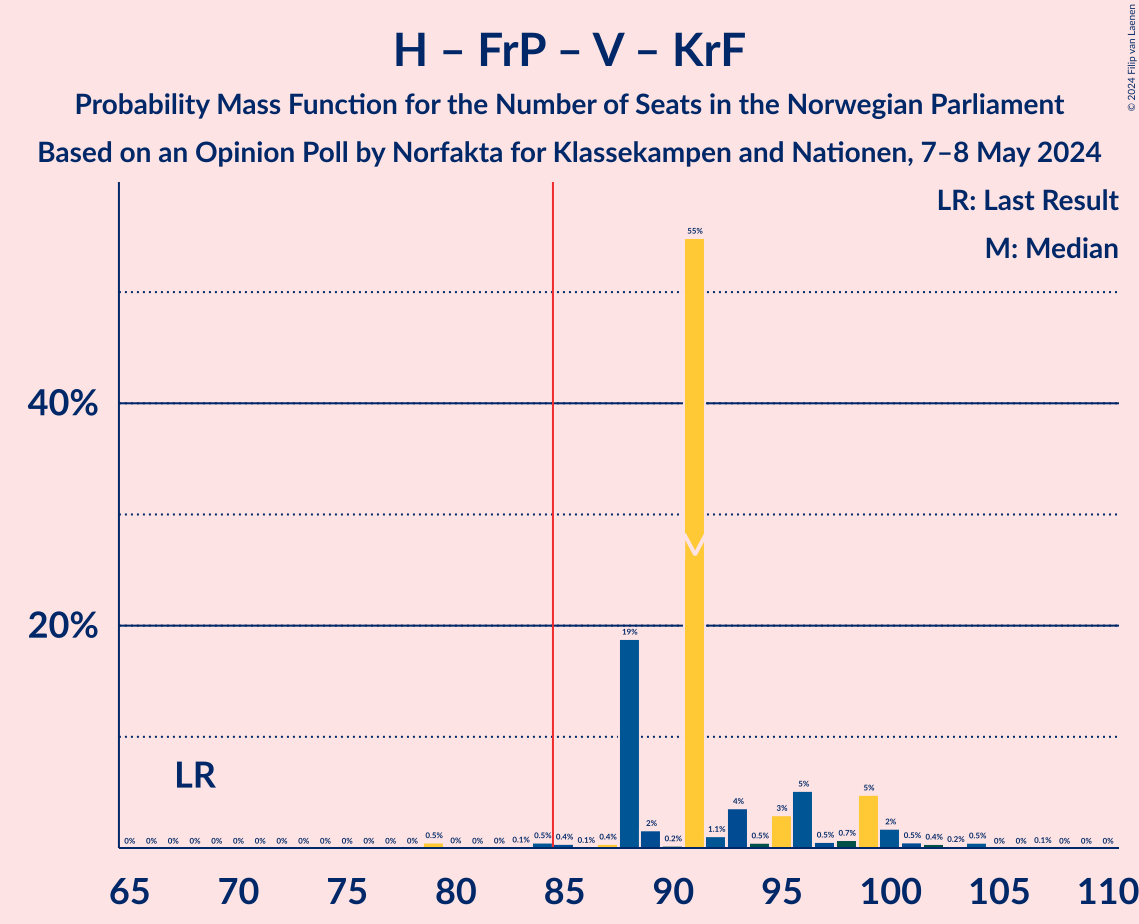 H – FrP – V – KrF
Probability Mass Function for the Number of Seats in the Norwegian Parliament
Based on an Opinion Poll by Norfakta for Klassekampen and Nationen, 7–8 May 2024
© 2024 Filip van Laenen
LR: Last Result
M: Median
55%
40%
20%
19%
LR
0% 0% 0% 0% 0% 0% 0% 0% 0% 0% 0% 0% 0% 0% 0.5% 0% 0% 0% 0.1% 0.5% 0.4% 0.1% 0.4% 2% 0.2% 1.1% 4% 0.5% 3% 5% 0.5% 0.7% 5% 2% 0.5% 0.4% 0.2% 0.5% 0% 0% 0.1% 0% 0% 0%
65 70 75 80 85 90 95 100 105 110